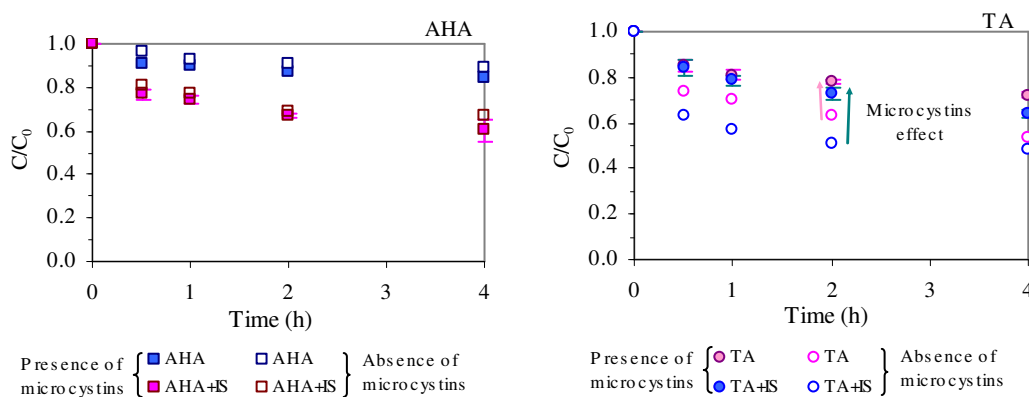 AHA
1.0
0.8
0.6
0.4
0.2
0.0
C/C0
0 1 2 3 4
Time (h)
Presence of microcystins
AHA
AHA+IS
AHA
AHA+IS
Absence of microcystins
TA
1.0
0.8
0.6
0.4
0.2
0.0
C/C0
Microcystins
effect
0 1 2 3 4
Time (h)
Presence of
microcystins
TA
TA+IS
TA
TA+IS
Absence of
microcystins